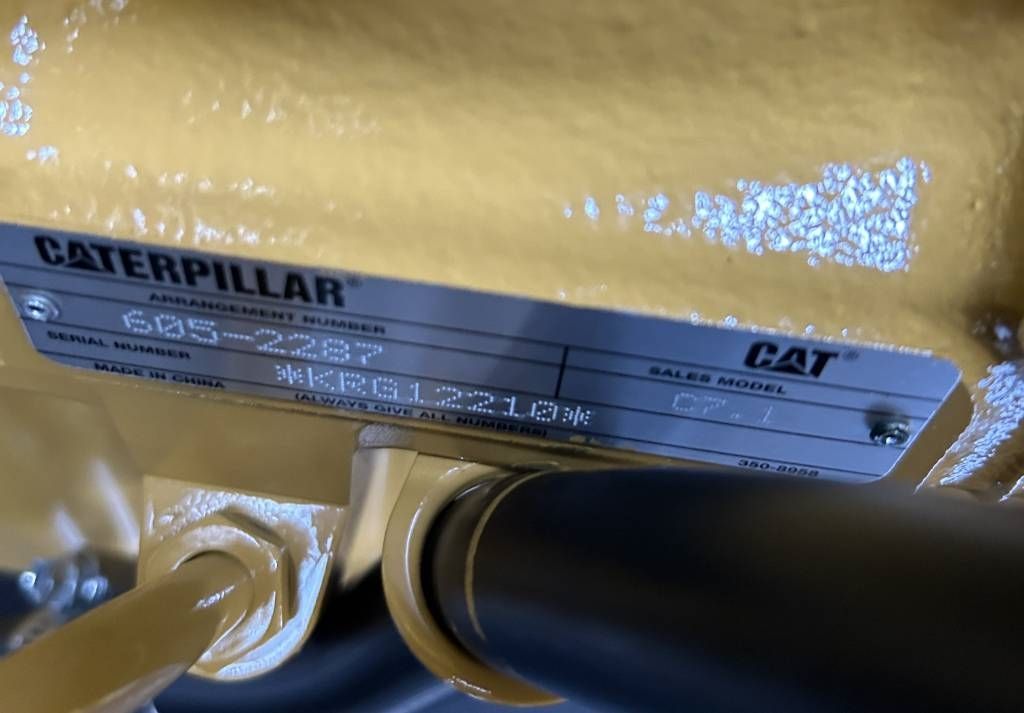 CATERPILLAR®
ARRANGEMENT NUMBER
605-2287
SERIAL NUMBER
*KRG12210*
MADE IN CHINA
(ALWAYS GIVE ALL NUMBERS)
CAT®
SALES MODEL
C7.1
350-8958